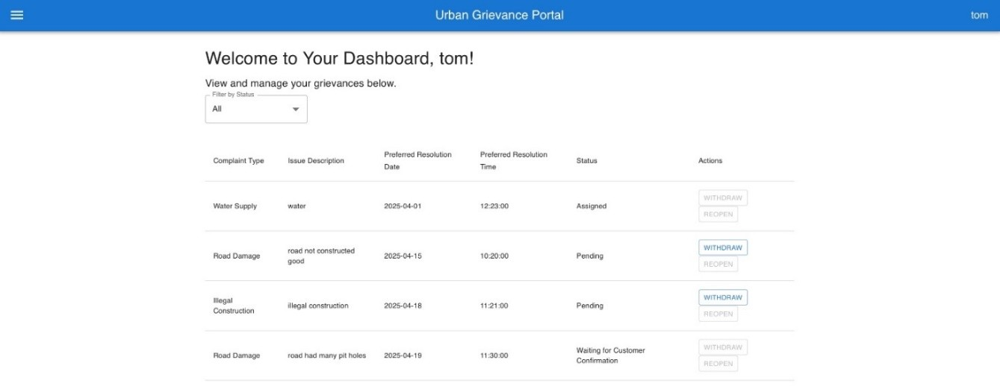 Urban Grievance Portal
tom
Welcome to Your Dashboard, tom!
View and manage your grievances below.
Filter by Status
All
Complaint Type
Issue Description
Preferred Resolution
Date
Preferred Resolution
Time
Status
Actions
Water Supply
water
2025-04-01
12:23:00
Assigned
WITHDRAW
REOPEN
Road Damage
road not constructed
good
2025-04-15
10:20:00
Pending
WITHDRAW
REOPEN
Illegal
Construction
illegal construction
2025-04-18
11:21:00
Pending
WITHDRAW
REOPEN
Road Damage
road had many pit holes
2025-04-19
11:30:00
Waiting for Customer
Confirmation
WITHDRAW
REOPEN